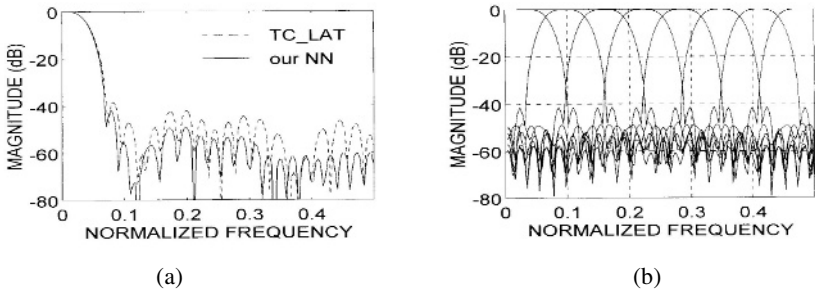 0
-20
-40
-60
-80
MAGNITUDE (dB)
TC_LAT
our NN
0 0.1 0.2 0.3 0.4
NORMALIZED FREQUENCY
(a)
0
-20
-40
-60
-80
MAGNITUDE (dB)
0 0.1 0.2 0.3 0.4
NORMALIZED FREQUENCY
(b)